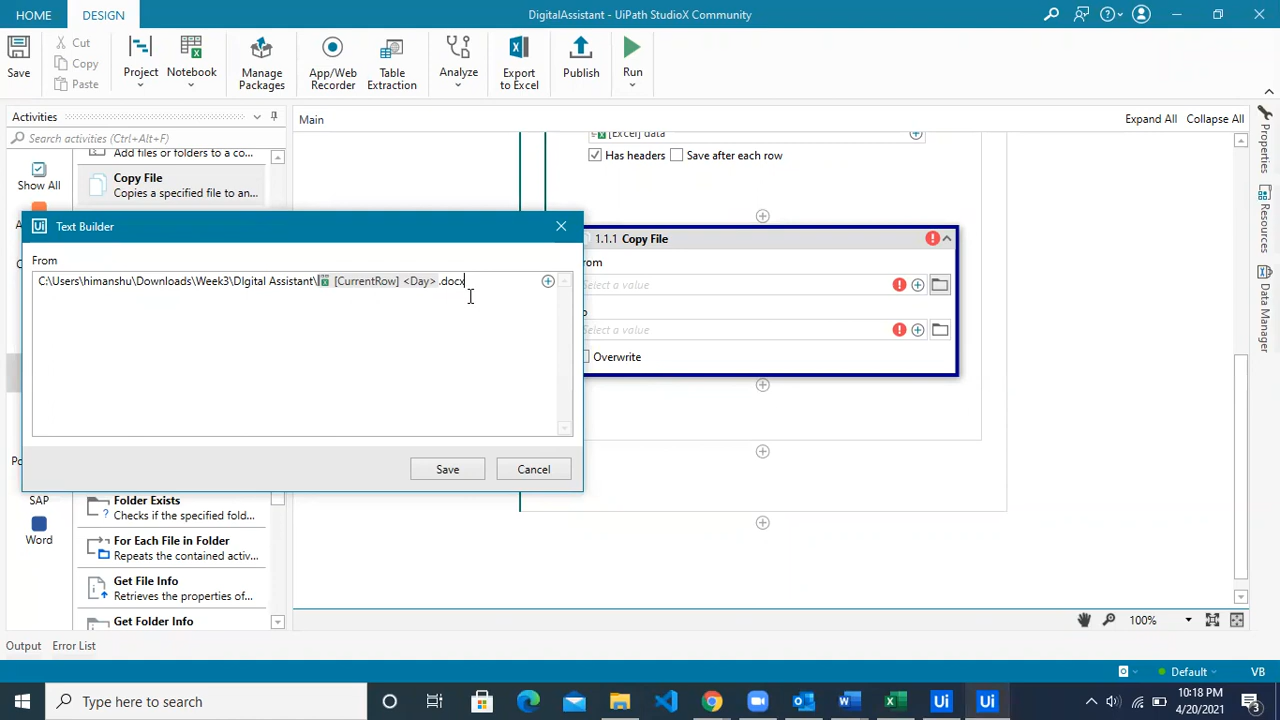 HOME
DESIGN
DigitalAssistant - UiPath StudioX Community
Save
Cut
Copy
Paste
Project
Notebook
Manage Packages
App/Web Recorder
Table Extraction
Analyze
Export to Excel
Publish
Run
Activities
Main
Expand All
Collapse All
Search activities (Ctrl+Alt+F)
Show All
Add files or folders to a co...
Copy File
Copies a specified file to an...
[Excel] data
Has headers
Save after each row
Properties
Resources
Data Manager
Ui
Text Builder
From
C:\Users\himanshu\Downloads\Week3\DIgital Assistant\ [CurrentRow] <Day> .docx
Save
Cancel
1.1.1 Copy File
Select a value
Select a value
Overwrite
SAP
Word
Folder Exists
Checks if the specified fold...
For Each File in Folder
Repeats the contained activ...
Get File Info
Retrieves the properties of...
Get Folder Info
100%
Output
Error List
Default
VB
Type here to search
Ui
Ui
10:18 PM
4/20/2021
3